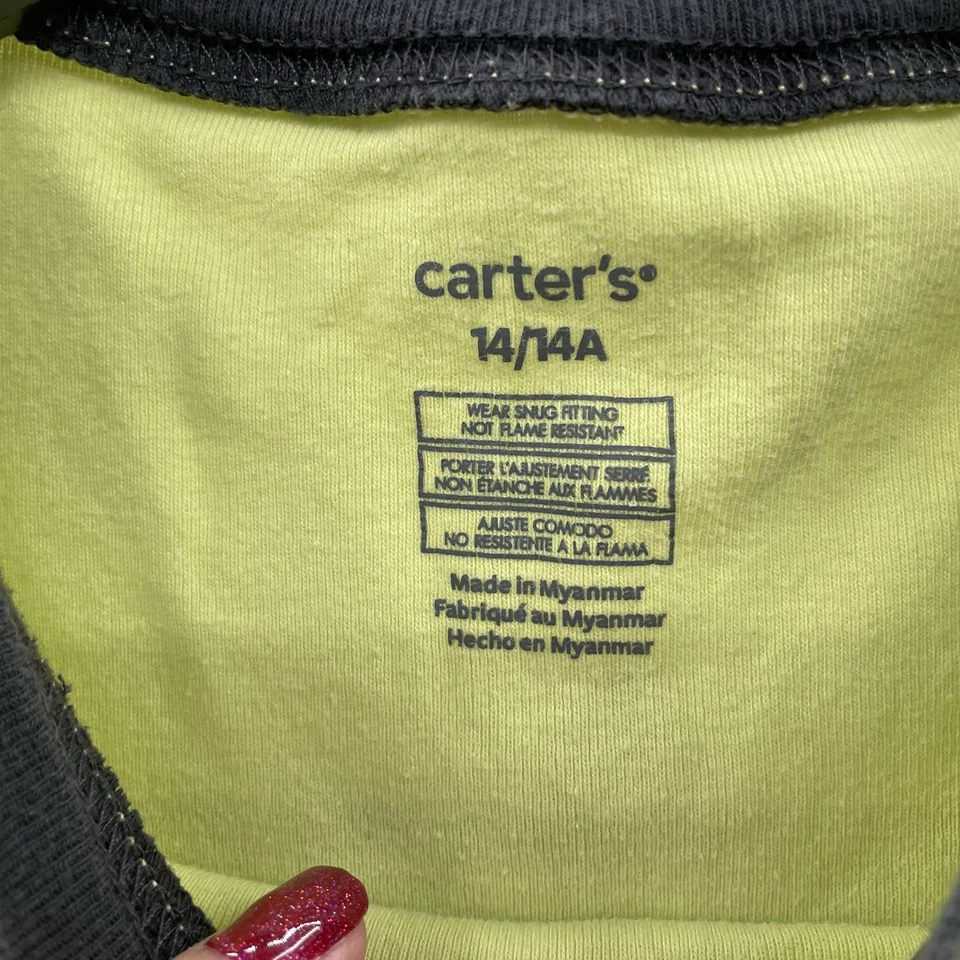 carter's®
14/14A
WEAR SNUG FITTING
NOT FLAME RESISTANT
PORTER L'AJUSTEMENT SERRÉ
NON ÉTANCHE AUX FLAMMES
AJUSTE COMODO
NO RESISTENTE A LA FLAMA
Made in Myanmar
Fabriqué au Myanmar
Hecho en Myanmar